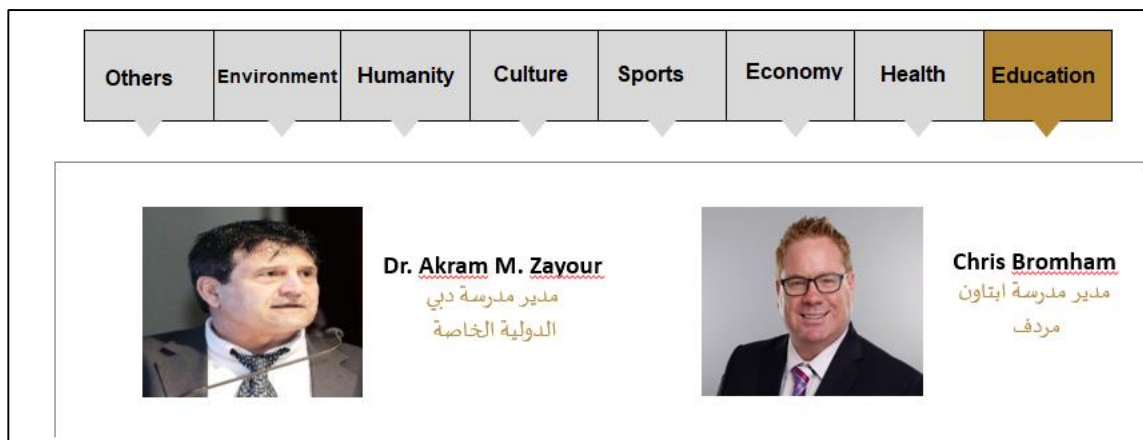 Others
Environment
Humanity
Culture
Sports
Economy
Health
Education
Dr. Akram M. Zayour
مدير مدرسة دبي
الدولية الخاصة
Chris Bromham
مدير مدرسة ابتاون
مردف